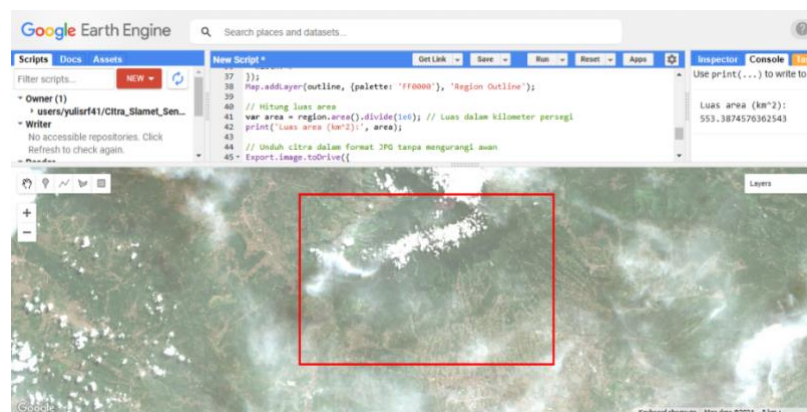 Google Earth Engine
Search places and datasets...
Scripts Docs Assets
Filter scripts...
NEW
Owner (1)
users/yulisrf41/CItra_Slamet_Sen...
Writer
No accessible repositories. Click
Refresh to check again.
New Script *
Get Link Save Run Reset Apps
37 });
38 Map.addLayer(outline, {palette: 'FF0000'}, 'Region Outline');
39
40 // Hitung luas area
41 var area = region.area().divide(1e6); // Luas dalam kilometer persegi
42 print('Luas area (km^2):', area);
43
44 // Unduh citra dalam format JPG tanpa mengurangi awan
45 Export.image.toDrive({
Inspector Console
Use print(...) to write to
Luas area (km^2):
553.3874576362543
Layers
Google